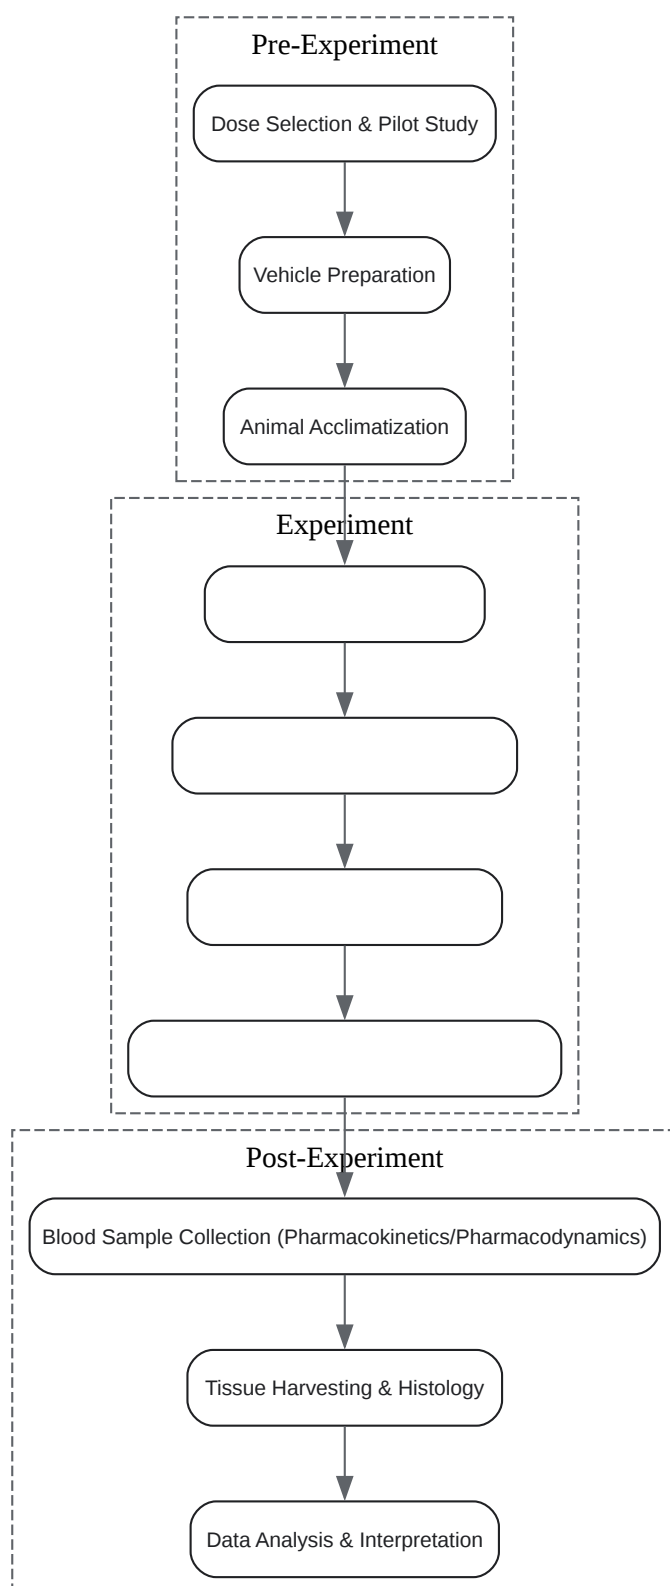 Pre-Experiment
Dose Selection & Pilot Study
Vehicle Preparation
Animal Acclimatization
Experiment
Post-Experiment
Blood Sample Collection (Pharmacokinetics/Pharmacodynamics)
Tissue Harvesting & Histology
Data Analysis & Interpretation